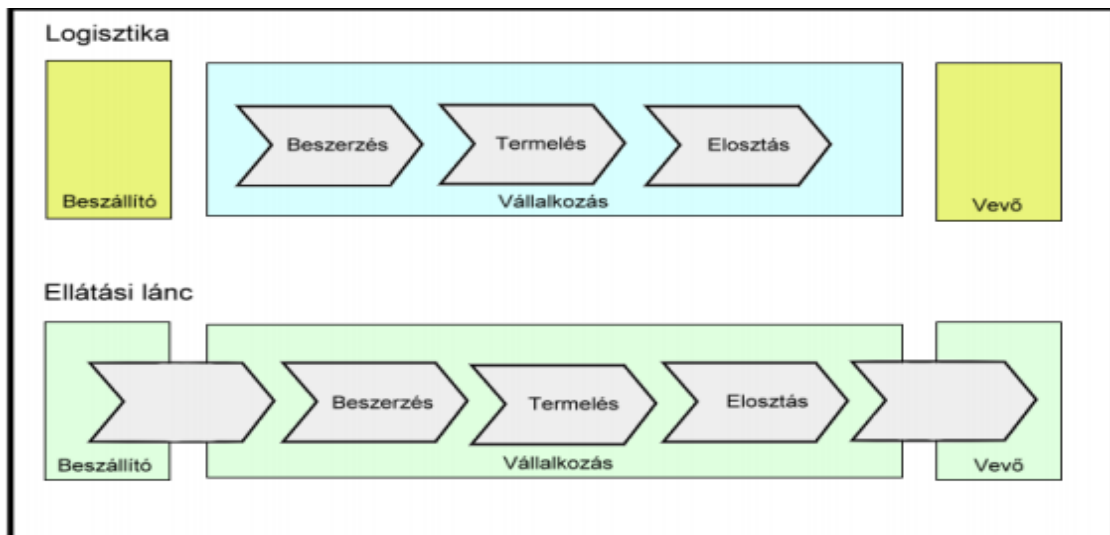 Logisztika
Beszerzés
Termelés
Elosztás
Beszállító
Vállalkozás
Vevő
Ellátási lánc
Beszerzés
Termelés
Elosztás
Beszállító
Vállalkozás
Vevő